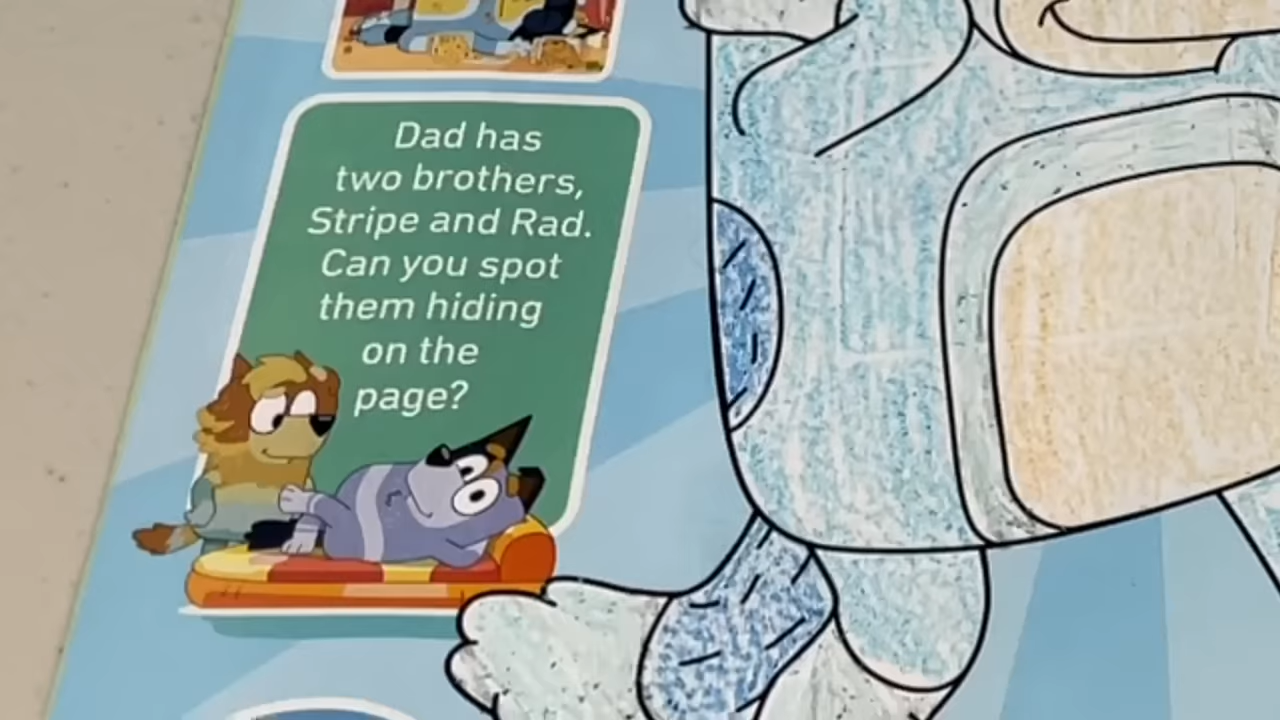 Dad has
two brothers,
Stripe and Rad.
Can you spot
them hiding
on the
page?